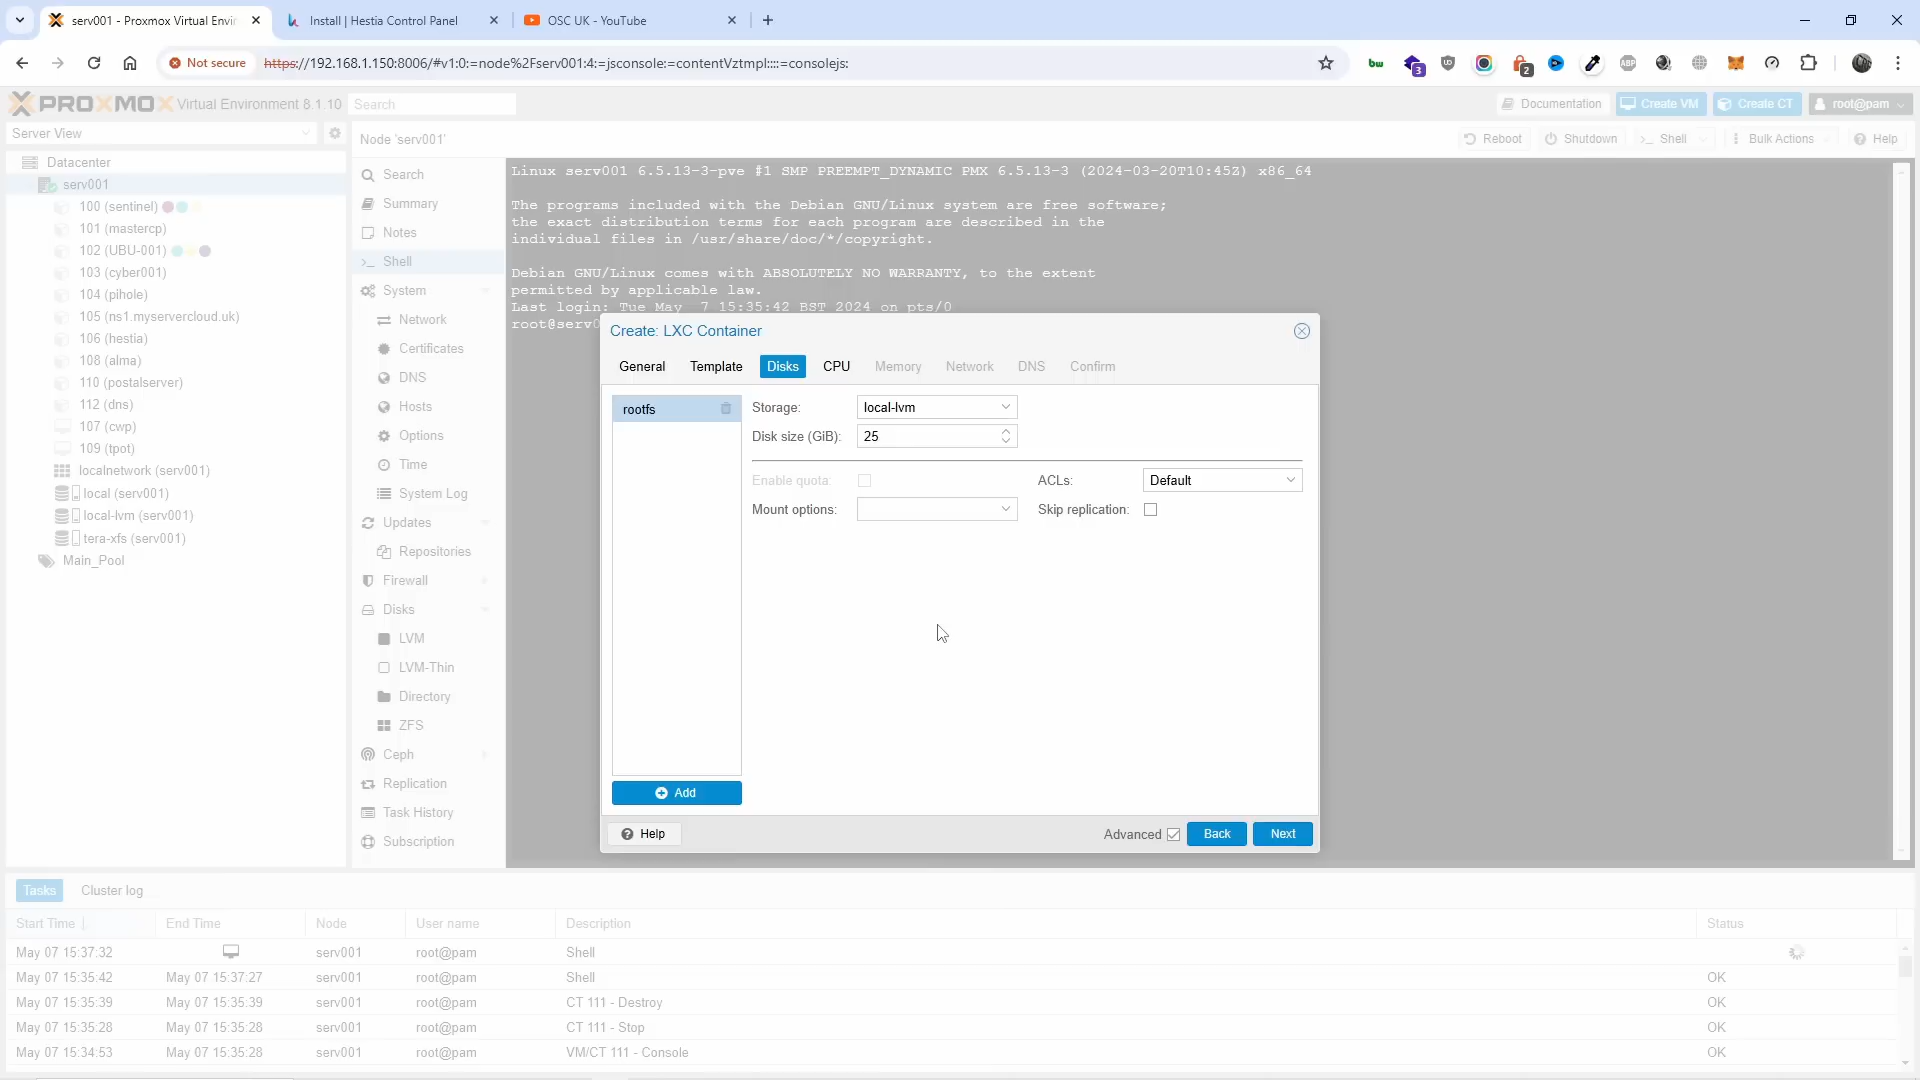 serv001 - Proxmox Virtual Envir
Install | Hestia Control Panel
OSC UK - YouTube
Not secure
https://192.168.1.150:8006/#v1:0:=node%2Fserv001:4:=jsconsole:=contentVztmpl::::=consolejs:
bw
3
2
ABP
PROXMOX Virtual Environment 8.1.10
Search
Documentation
Create VM
Create CT
root@pam
Server View
Node 'serv001'
Reboot
Shutdown
Shell
Bulk Actions
Help
Datacenter
serv001
100 (sentinel)
101 (mastercp)
102 (UBU-001)
103 (cyber001)
104 (pihole)
105 (ns1.myservercloud.uk)
106 (hestia)
108 (alma)
110 (postalserver)
112 (dns)
107 (cwp)
109 (tpot)
localnetwork (serv001)
local (serv001)
local-lvm (serv001)
tera-xfs (serv001)
Main_Pool
Search
Summary
Notes
Shell
System
Network
Certificates
DNS
Hosts
Options
Time
System Log
Updates
Repositories
Firewall
Disks
LVM
LVM-Thin
Directory
ZFS
Ceph
Replication
Task History
Subscription
Linux serv001 6.5.13-3-pve #1 SMP PREEMPT_DYNAMIC PMX 6.5.13-3 (2024-03-20T10:45Z) x86_64
The programs included with the Debian GNU/Linux system are free software;
the exact distribution terms for each program are described in the
individual files in /usr/share/doc/*/copyright.
Debian GNU/Linux comes with ABSOLUTELY NO WARRANTY, to the extent
permitted by applicable law.
Last login: Tue May  7 15:35:42 BST 2024 on pts/0
root@serv0
Create: LXC Container
General
Template
Disks
CPU
Memory
Network
DNS
Confirm
rootfs
Storage:
local-lvm
Disk size (GiB):
25
Enable quota:
ACLs:
Default
Mount options:
Skip replication:
Add
Help
Advanced
Back
Next
Tasks
Cluster log
Start Time
End Time
Node
User name
Description
Status
May 07 15:37:32
serv001
root@pam
Shell
May 07 15:35:42
May 07 15:37:27
serv001
root@pam
Shell
OK
May 07 15:35:39
May 07 15:35:39
serv001
root@pam
CT 111 - Destroy
OK
May 07 15:35:28
May 07 15:35:28
serv001
root@pam
CT 111 - Stop
OK
May 07 15:34:53
May 07 15:35:28
serv001
root@pam
VM/CT 111 - Console
OK